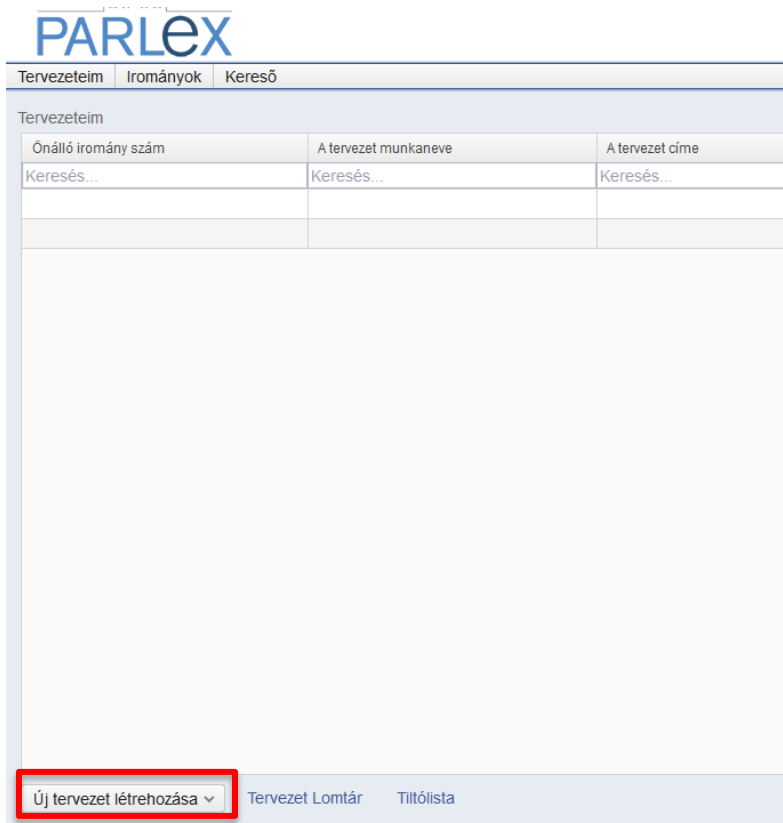 PARLEX
Tervezeteim Irományok Kereső
Tervezeteim
Önálló iromány szám A tervezet munkaneve A tervezet címe
Keresés... Keresés... Keresés...
Új tervezet létrehozása Tervezet Lomtár Tiltólista